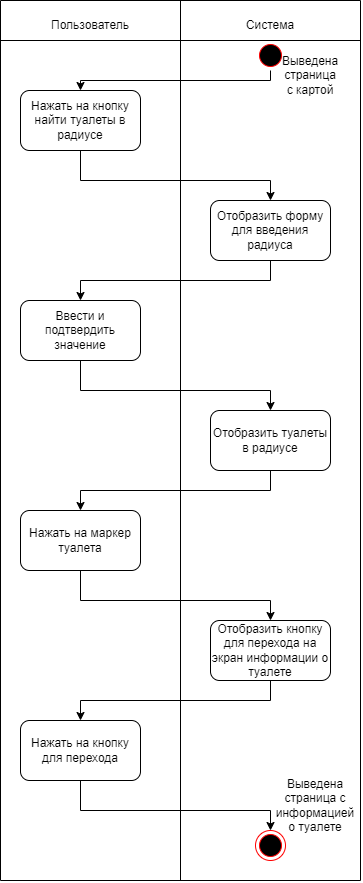 Пользователь
Система
Выведена
страница
с картой
Нажать на кнопку
найти туалеты в
радиусе
Отобразить форму
для введения
радиуса
Ввести и
подтвердить
значение
Отобразить туалеты
в радиусе
Нажать на маркер
туалета
Отобразить кнопку
для перехода на
экран информации о
туалете
Нажать на кнопку
для перехода
Выведена
страница с
информацией
о туалете